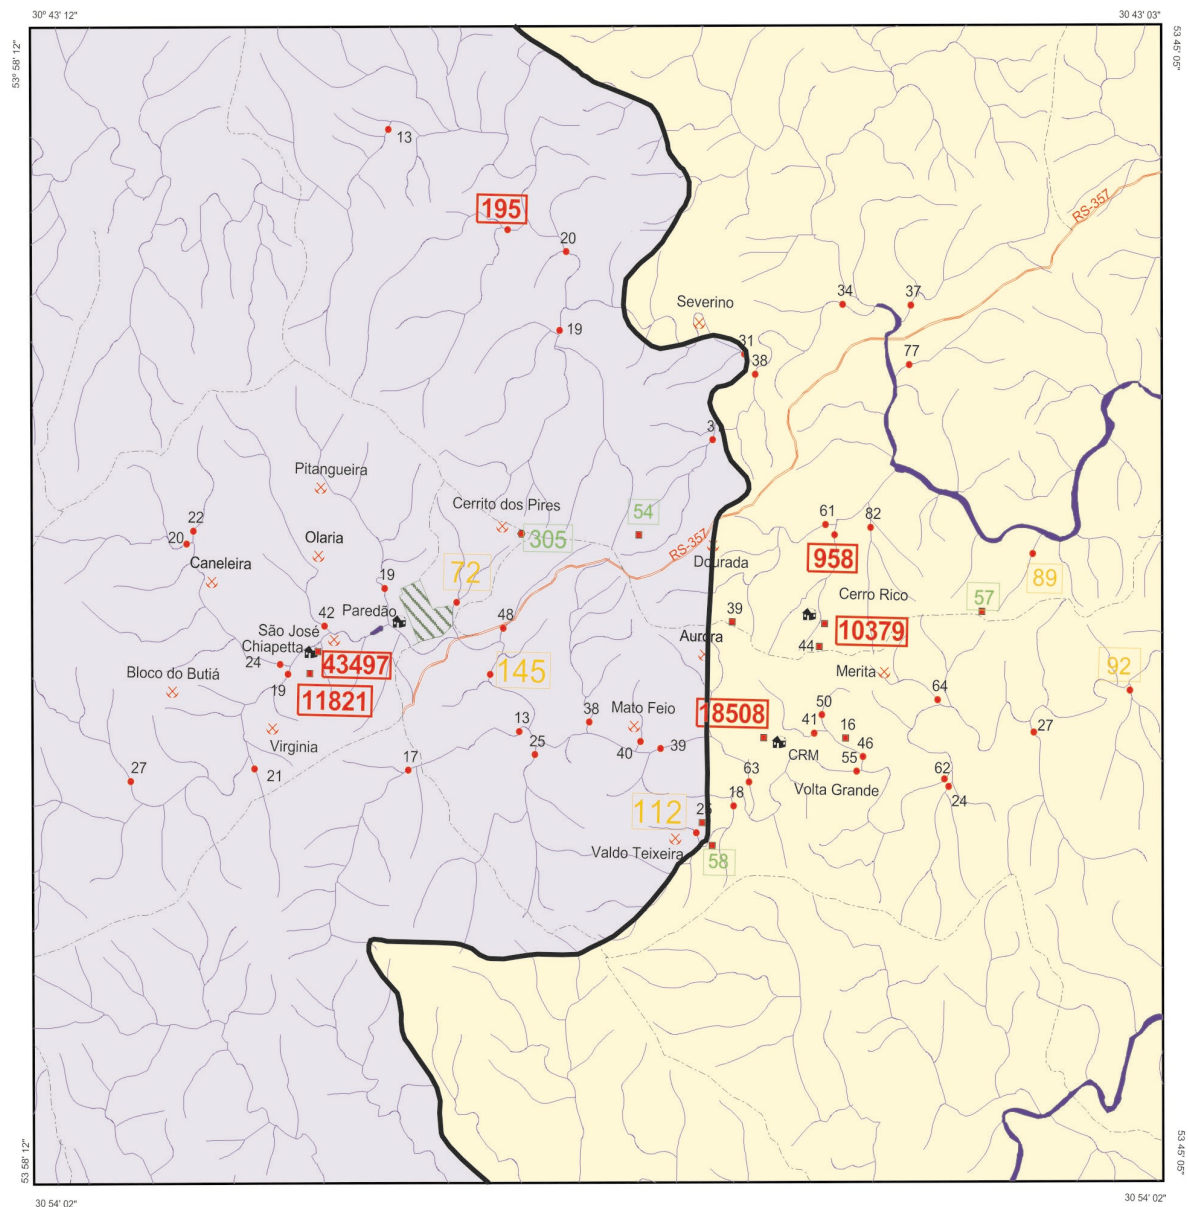 30º 43' 12"
30 43' 03"
53º 58' 12"
53 45' 05"
13
195
20
RS-357
34
37
Severino
19
31
38
77
3
Pitangueira
Cerrito dos Pires
54
61
82
22
20
Olaria
305
RS-357
958
Caneleira
Dourada
89
19
72
Cerro Rico
57
Paredão
42
48
39
10379
São José
Aurora
44
Chiapetta
43497
24
145
Merita
92
Bloco do Butiá
19
11821
64
Mato Feio
18508
50
38
13
41
16
27
Virginia
25
40
39
CRM
46
55
17
21
27
63
62
Volta Grande
24
18
112
25
Valdo Teixeira
58
53 58' 12"
53 45' 05"
30 54' 02"
30 54' 02"